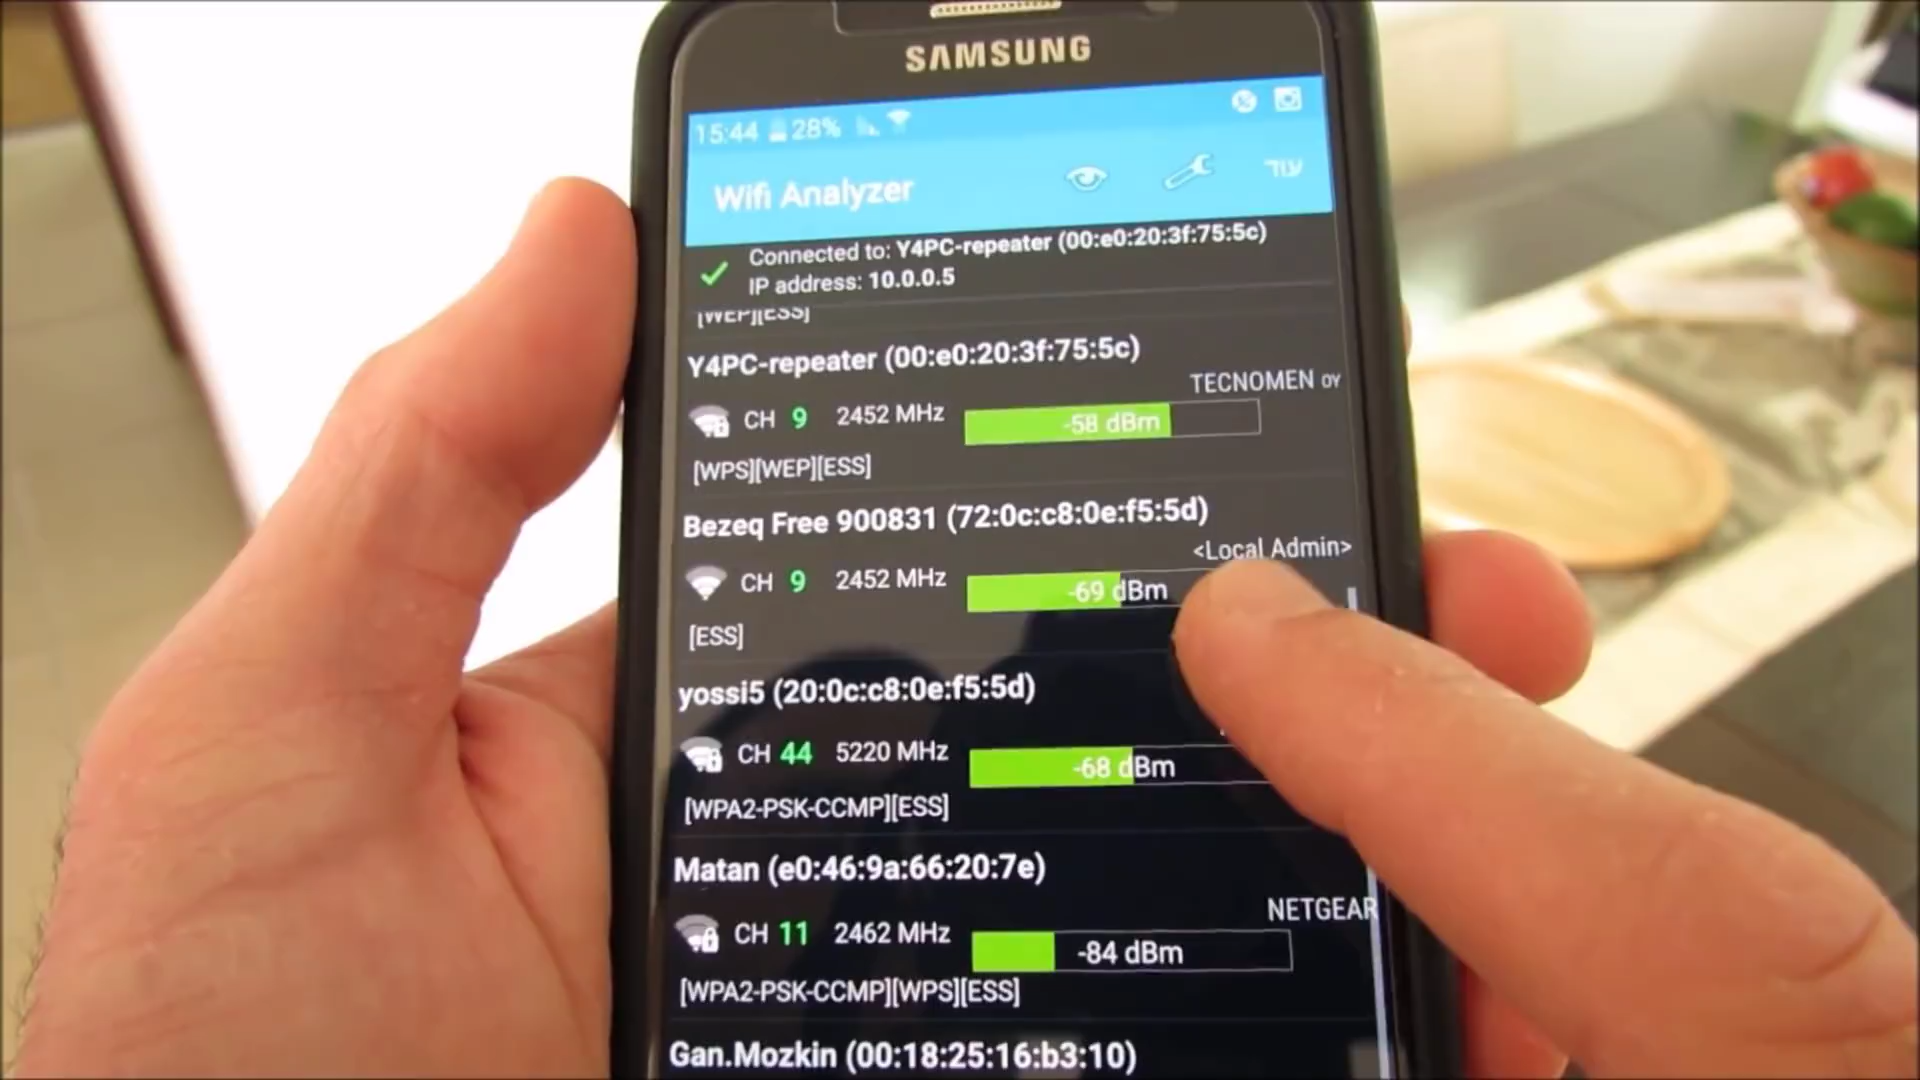 SAMSUNG
15:44 28%
Wifi Analyzer
עוד
Connected to: Y4PC-repeater (00:e0:20:3f:75:5c)
IP address: 10.0.0.5
[WEP][ESS]
Y4PC-repeater (00:e0:20:3f:75:5c)
TECNOMEN OY
CH 9 2452 MHz -58 dBm
[WPS][WEP][ESS]
Bezeq Free 900831 (72:0c:c8:0e:f5:5d)
<Local Admin>
CH 9 2452 MHz -69 dBm
[ESS]
yossi5 (20:0c:c8:0e:f5:5d)
CH 44 5220 MHz -68 dBm
[WPA2-PSK-CCMP][ESS]
Matan (e0:46:9a:66:20:7e)
NETGEAR
CH 11 2462 MHz -84 dBm
[WPA2-PSK-CCMP][WPS][ESS]
Gan.Mozkin (00:18:25:16:b3:10)